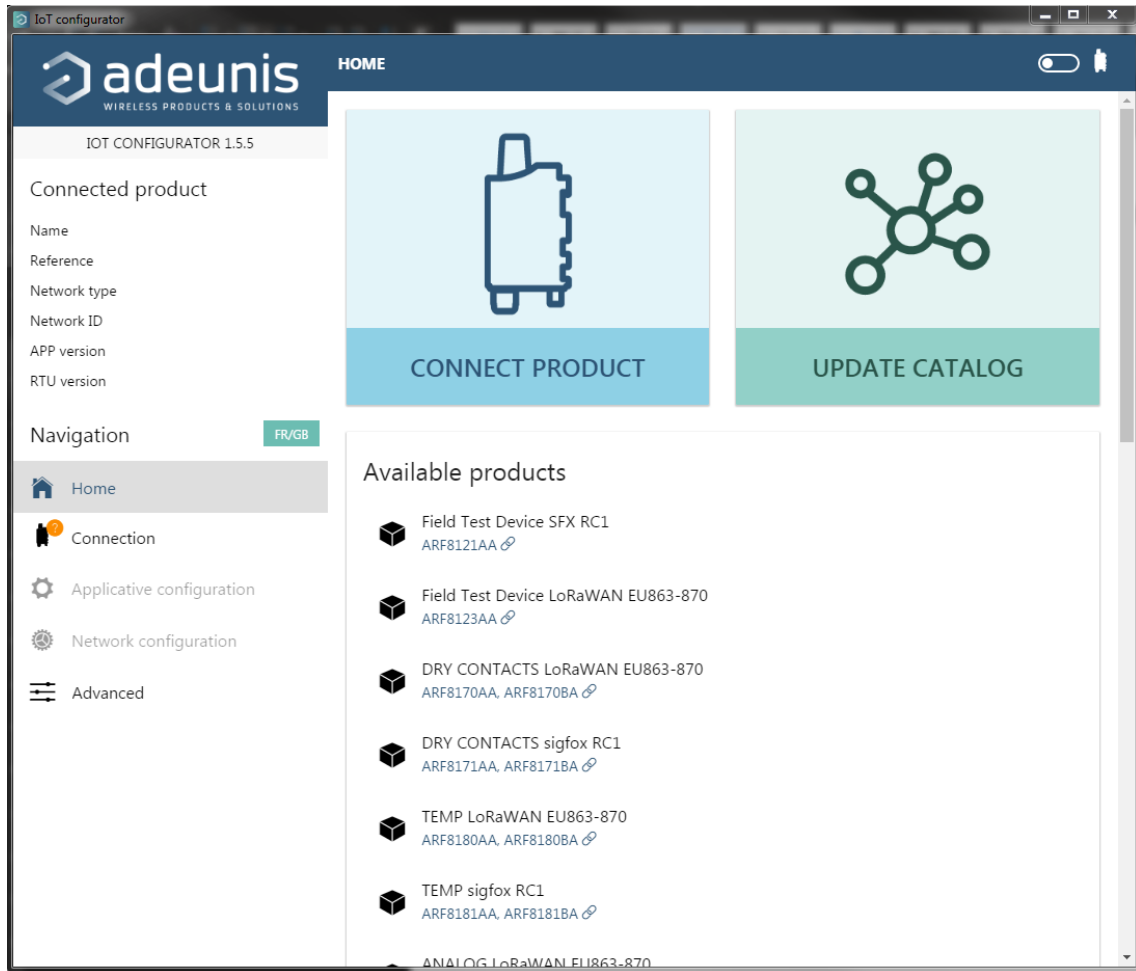 IoT configurator
adeunis
WIRELESS PRODUCTS & SOLUTIONS
HOME
IOT CONFIGURATOR 1.5.5
Connected product
Name
Reference
Network type
Network ID
APP version
RTU version
Navigation
FR/GB
Home
?
Connection
Applicative configuration
Network configuration
Advanced
CONNECT PRODUCT
UPDATE CATALOG
Available products
Field Test Device SFX RC1
ARF8121AA
Field Test Device LoRaWAN EU863-870
ARF8123AA
DRY CONTACTS LoRaWAN EU863-870
ARF8170AA, ARF8170BA
DRY CONTACTS sigfox RC1
ARF8171AA, ARF8171BA
TEMP LoRaWAN EU863-870
ARF8180AA, ARF8180BA
TEMP sigfox RC1
ARF8181AA, ARF8181BA
ANALOG LoRaWAN EU863-870